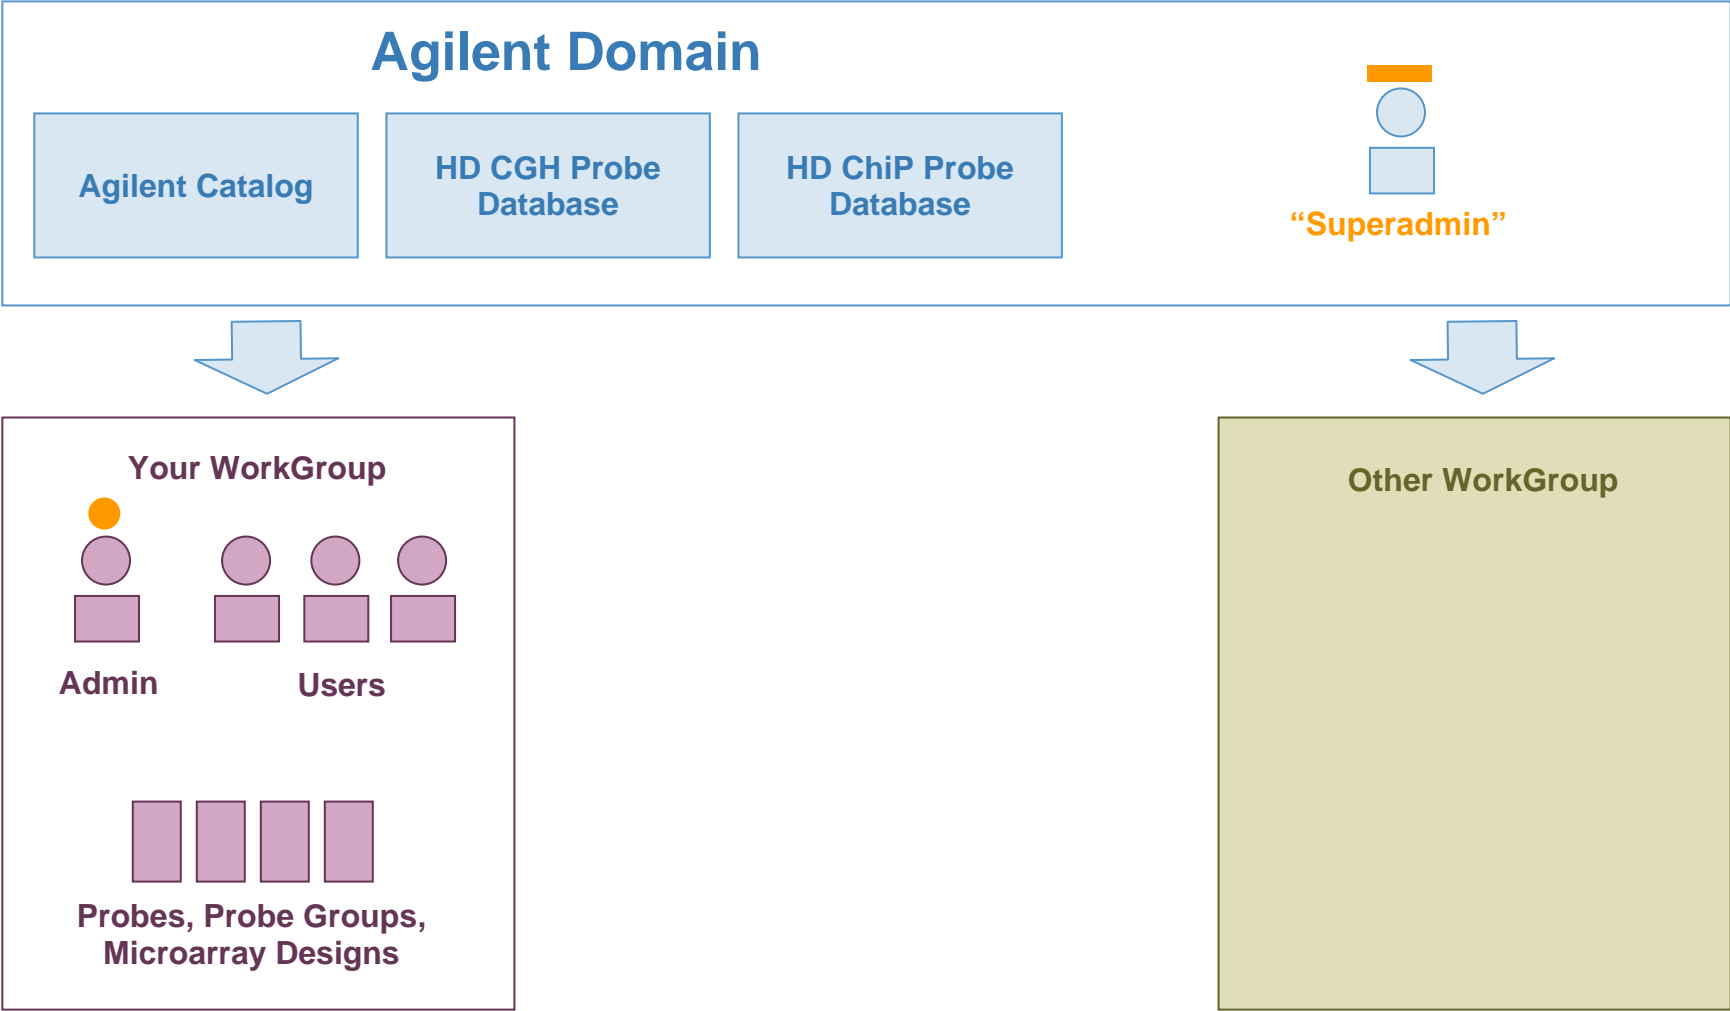 Agilent Domain
Agilent Catalog
HD CGH Probe
Database
HD ChiP Probe
Database
“Superadmin”
Your WorkGroup
Admin
Users
Probes, Probe Groups,
Microarray Designs
Other WorkGroup